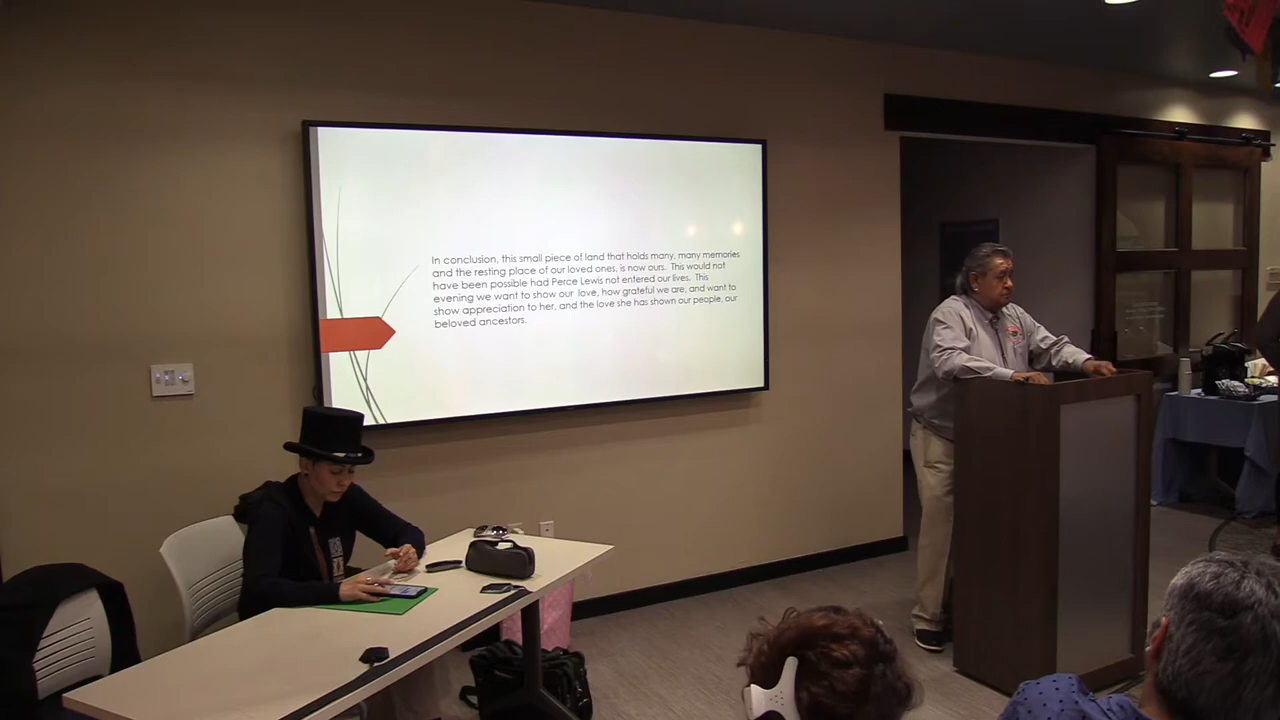 In conclusion, this small piece of land that holds many, many memories
and the resting place of our loved ones, is now ours.  This would not
have been possible had Perce Lewis not entered our lives.  This
evening we want to show our  love, how grateful we are, and want to
show appreciation to her, and the love she has shown our people, our
beloved ancestors.